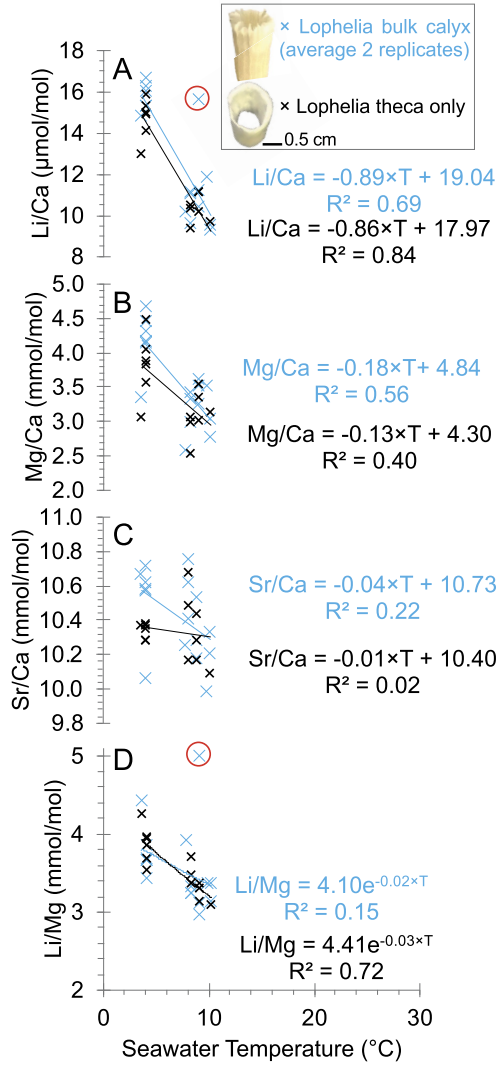 × Lophelia bulk calyx
(average 2 replicates)
× Lophelia theca only
0.5 cm
A
Li/Ca (μmol/mol)
18
16
14
12
10
8
Li/Ca = -0.89×T + 19.04
R² = 0.69
Li/Ca = -0.86×T + 17.97
R² = 0.84
B
Mg/Ca (mmol/mol)
5.0
4.5
4.0
3.5
3.0
2.5
2.0
Mg/Ca = -0.18×T+ 4.84
R² = 0.56
Mg/Ca = -0.13×T + 4.30
R² = 0.40
C
Sr/Ca (mmol/mol)
11.0
10.8
10.6
10.4
10.2
10.0
9.8
Sr/Ca = -0.04×T + 10.73
R² = 0.22
Sr/Ca = -0.01×T + 10.40
R² = 0.02
D
Li/Mg (mmol/mol)
5
4
3
2
Li/Mg = 4.10e-0.02×T
R² = 0.15
Li/Mg = 4.41e-0.03×T
R² = 0.72
0 10 20 30
Seawater Temperature (°C)